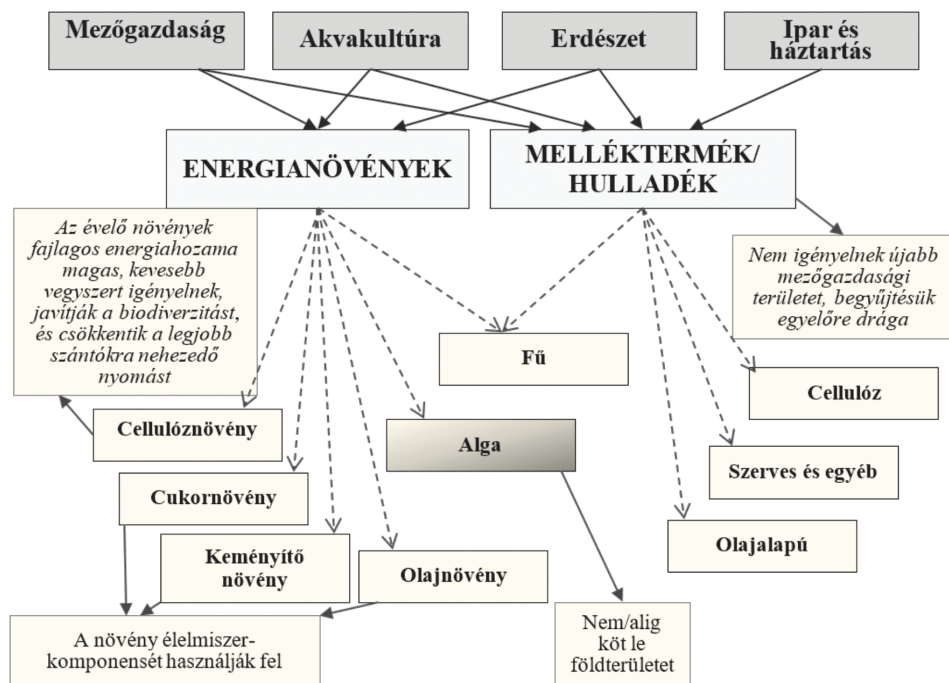 Mezőgazdaság
Akvakultúra
Erdészet
Ipar és
háztartás
ENERGIANÖVÉNYEK
MELLÉKTERMÉK/
HULLADÉK
Az évelő növények
fajlagos energiahozama
magas, kevesebb
vegyszert igényelnek,
javítják a biodiverzitást,
és csökkentik a legjobb
szántókra nehezedő
nyomást
Nem igényelnek újabb
mezőgazdasági
területet, begyűjtésük
egyelőre drága
Fű
Cellulóz
Cellulóznövény
Alga
Szerves és egyéb
Cukornövény
Olajalapú
Keményítő
növény
Olajnövény
A növény élelmiszer-
komponensét használják fel
Nem/alig
köt le
földterületet